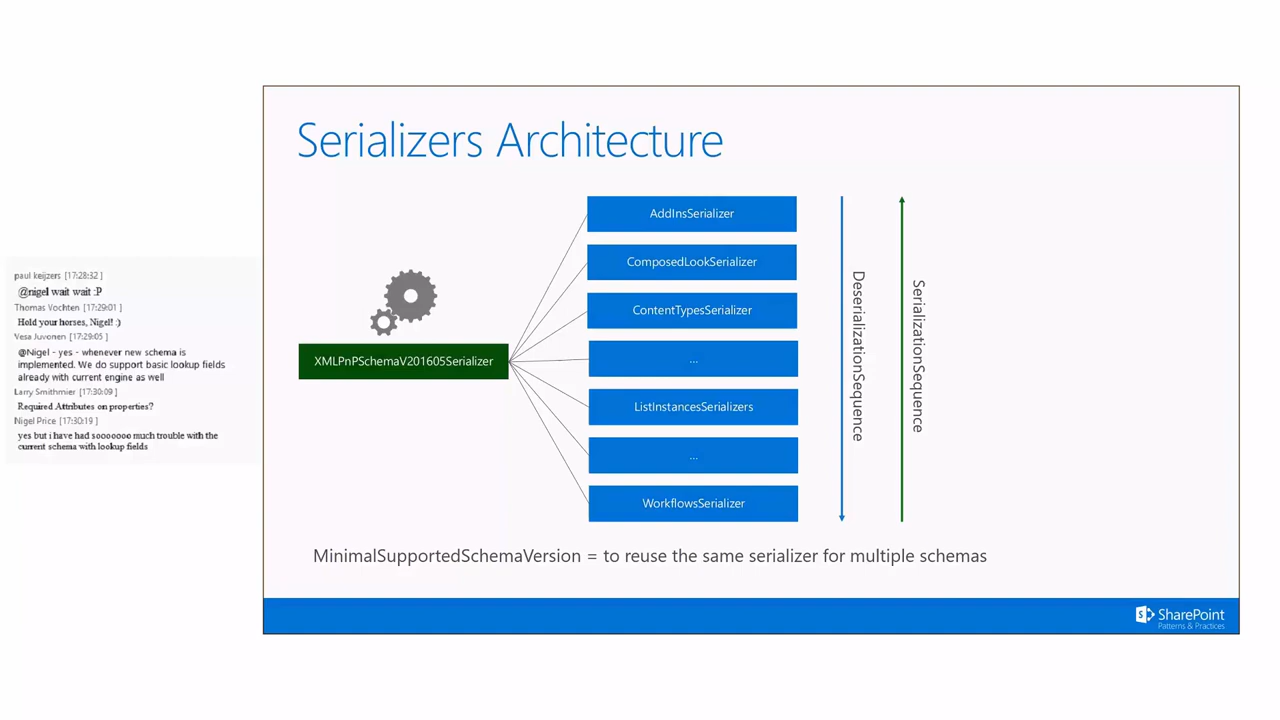 Serializers Architecture
paul keijzers [17:28:32 ]
@nigel wait wait :P
Thomas Vochten [17:29:01 ]
Hold your horses, Nigel! :)
Vesa Juvonen [17:29:05 ]
@Nigel - yes - whenever new schema is
implemented. We do support basic lookup fields
already with current engine as well
Larry Smithmier [17:30:09 ]
Required Attributes on properties?
Nigel Price [17:30:19 ]
yes but i have had sooooooo much trouble with the
current schema with lookup fields
XMLPnPSchemaV201605Serializer
AddInsSerializer
ComposedLookSerializer
ContentTypesSerializer
...
ListInstancesSerializers
...
WorkflowsSerializer
DeserializationSequence
SerializationSequence
MinimalSupportedSchemaVersion = to reuse the same serializer for multiple schemas
SharePoint
Patterns & Practices